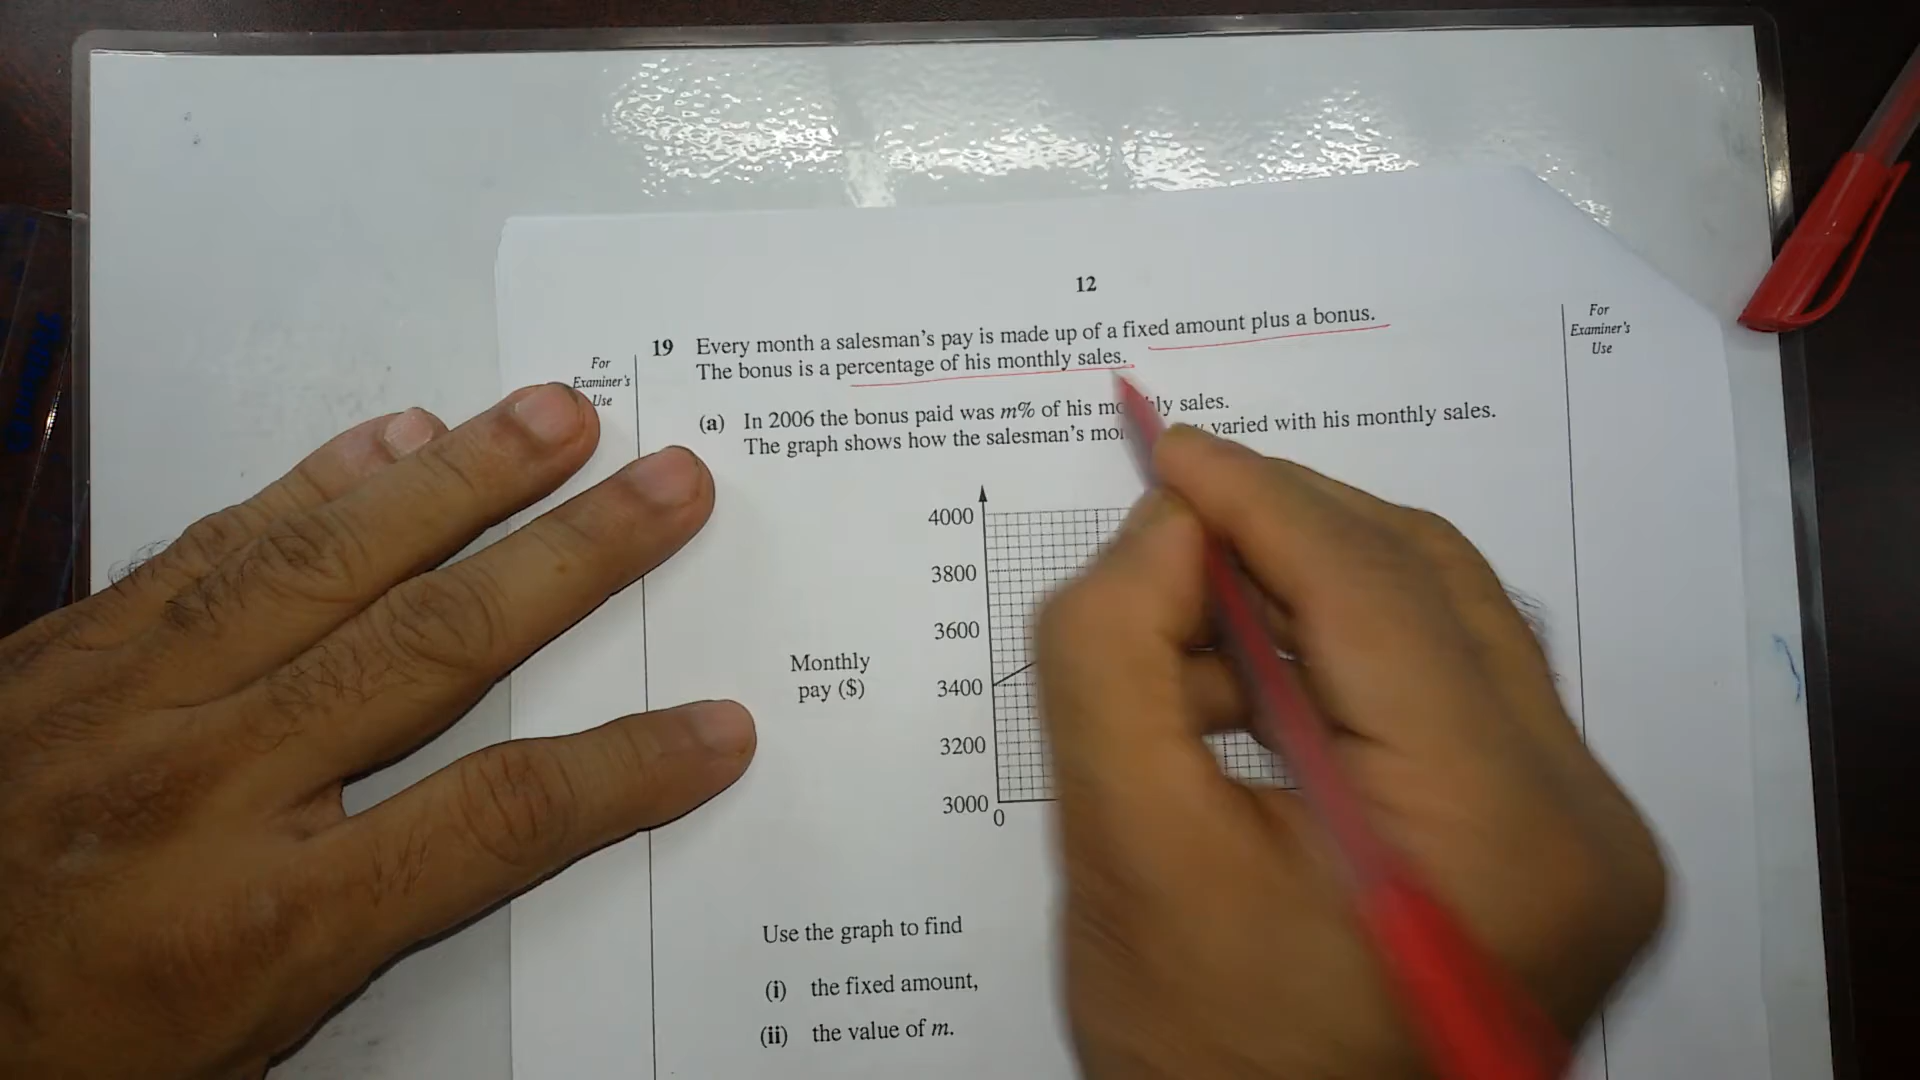 12
For
Examiner's
Use
For
Examiner's
Use
19 Every month a salesman's pay is made up of a fixed amount plus a bonus.
The bonus is a percentage of his monthly sales.
(a) In 2006 the bonus paid was m% of his monthly sales.
The graph shows how the salesman's varied with his monthly sales.
4000
3800
3600
Monthly
pay ($)
3400
3200
3000
0
Use the graph to find
(i) the fixed amount,
(ii) the value of m.